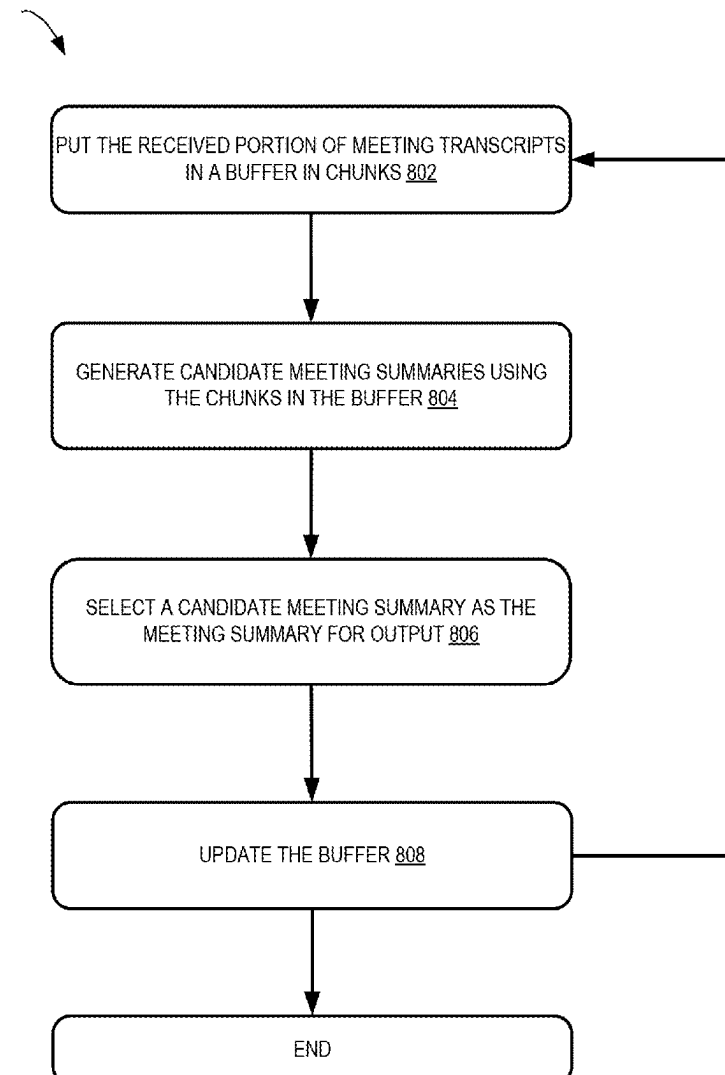 PUT THE RECEIVED PORTION OF MEETING TRANSCRIPTS
IN A BUFFER IN CHUNKS 802
GENERATE CANDIDATE MEETING SUMMARIES USING
THE CHUNKS IN THE BUFFER 804
SELECT A CANDIDATE MEETING SUMMARY AS THE
MEETING SUMMARY FOR OUTPUT 806
UPDATE THE BUFFER 808
END